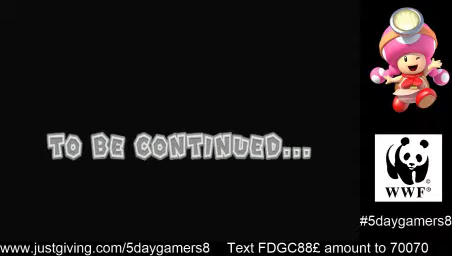 TO BE CONTINUED...
©
WWF®
#5daygamers8
www.justgiving.com/5daygamers8 Text FDGC88£ amount to 70070